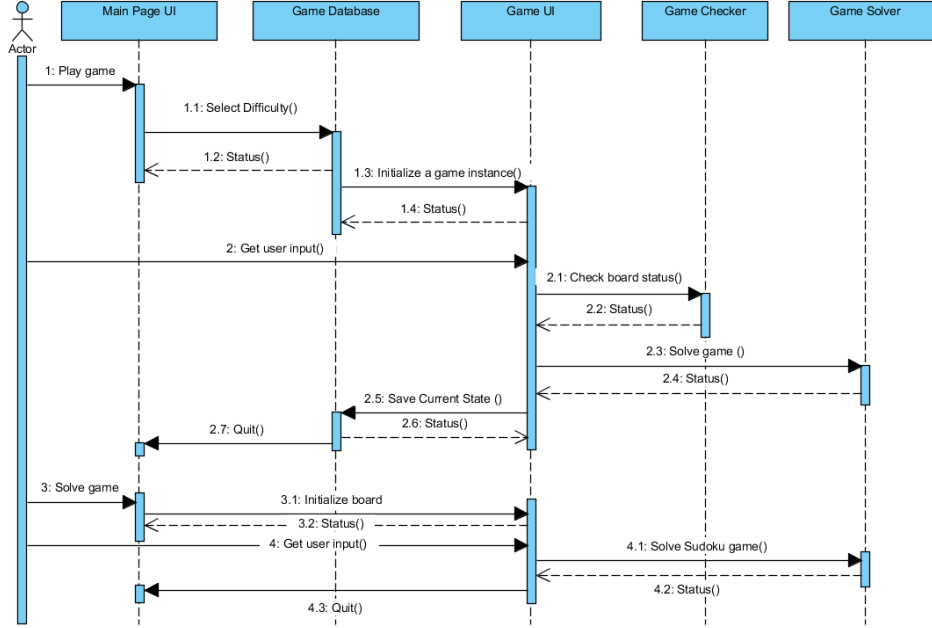 Main Page UI
Game Database
Game UI
Game Checker
Game Solver
Actor
1: Play game
1.1: Select Difficulty()
1.2: Status()
1.3: Initialize a game instance()
1.4: Status()
2: Get user input()
2.1: Check board status()
2.2: Status()
2.3: Solve game ()
2.4: Status()
2.5: Save Current State ()
2.6: Status()
2.7: Quit()
3: Solve game
3.1: Initialize board
3.2: Status()
4: Get user input()
4.1: Solve Sudoku game()
4.2: Status()
4.3: Quit()